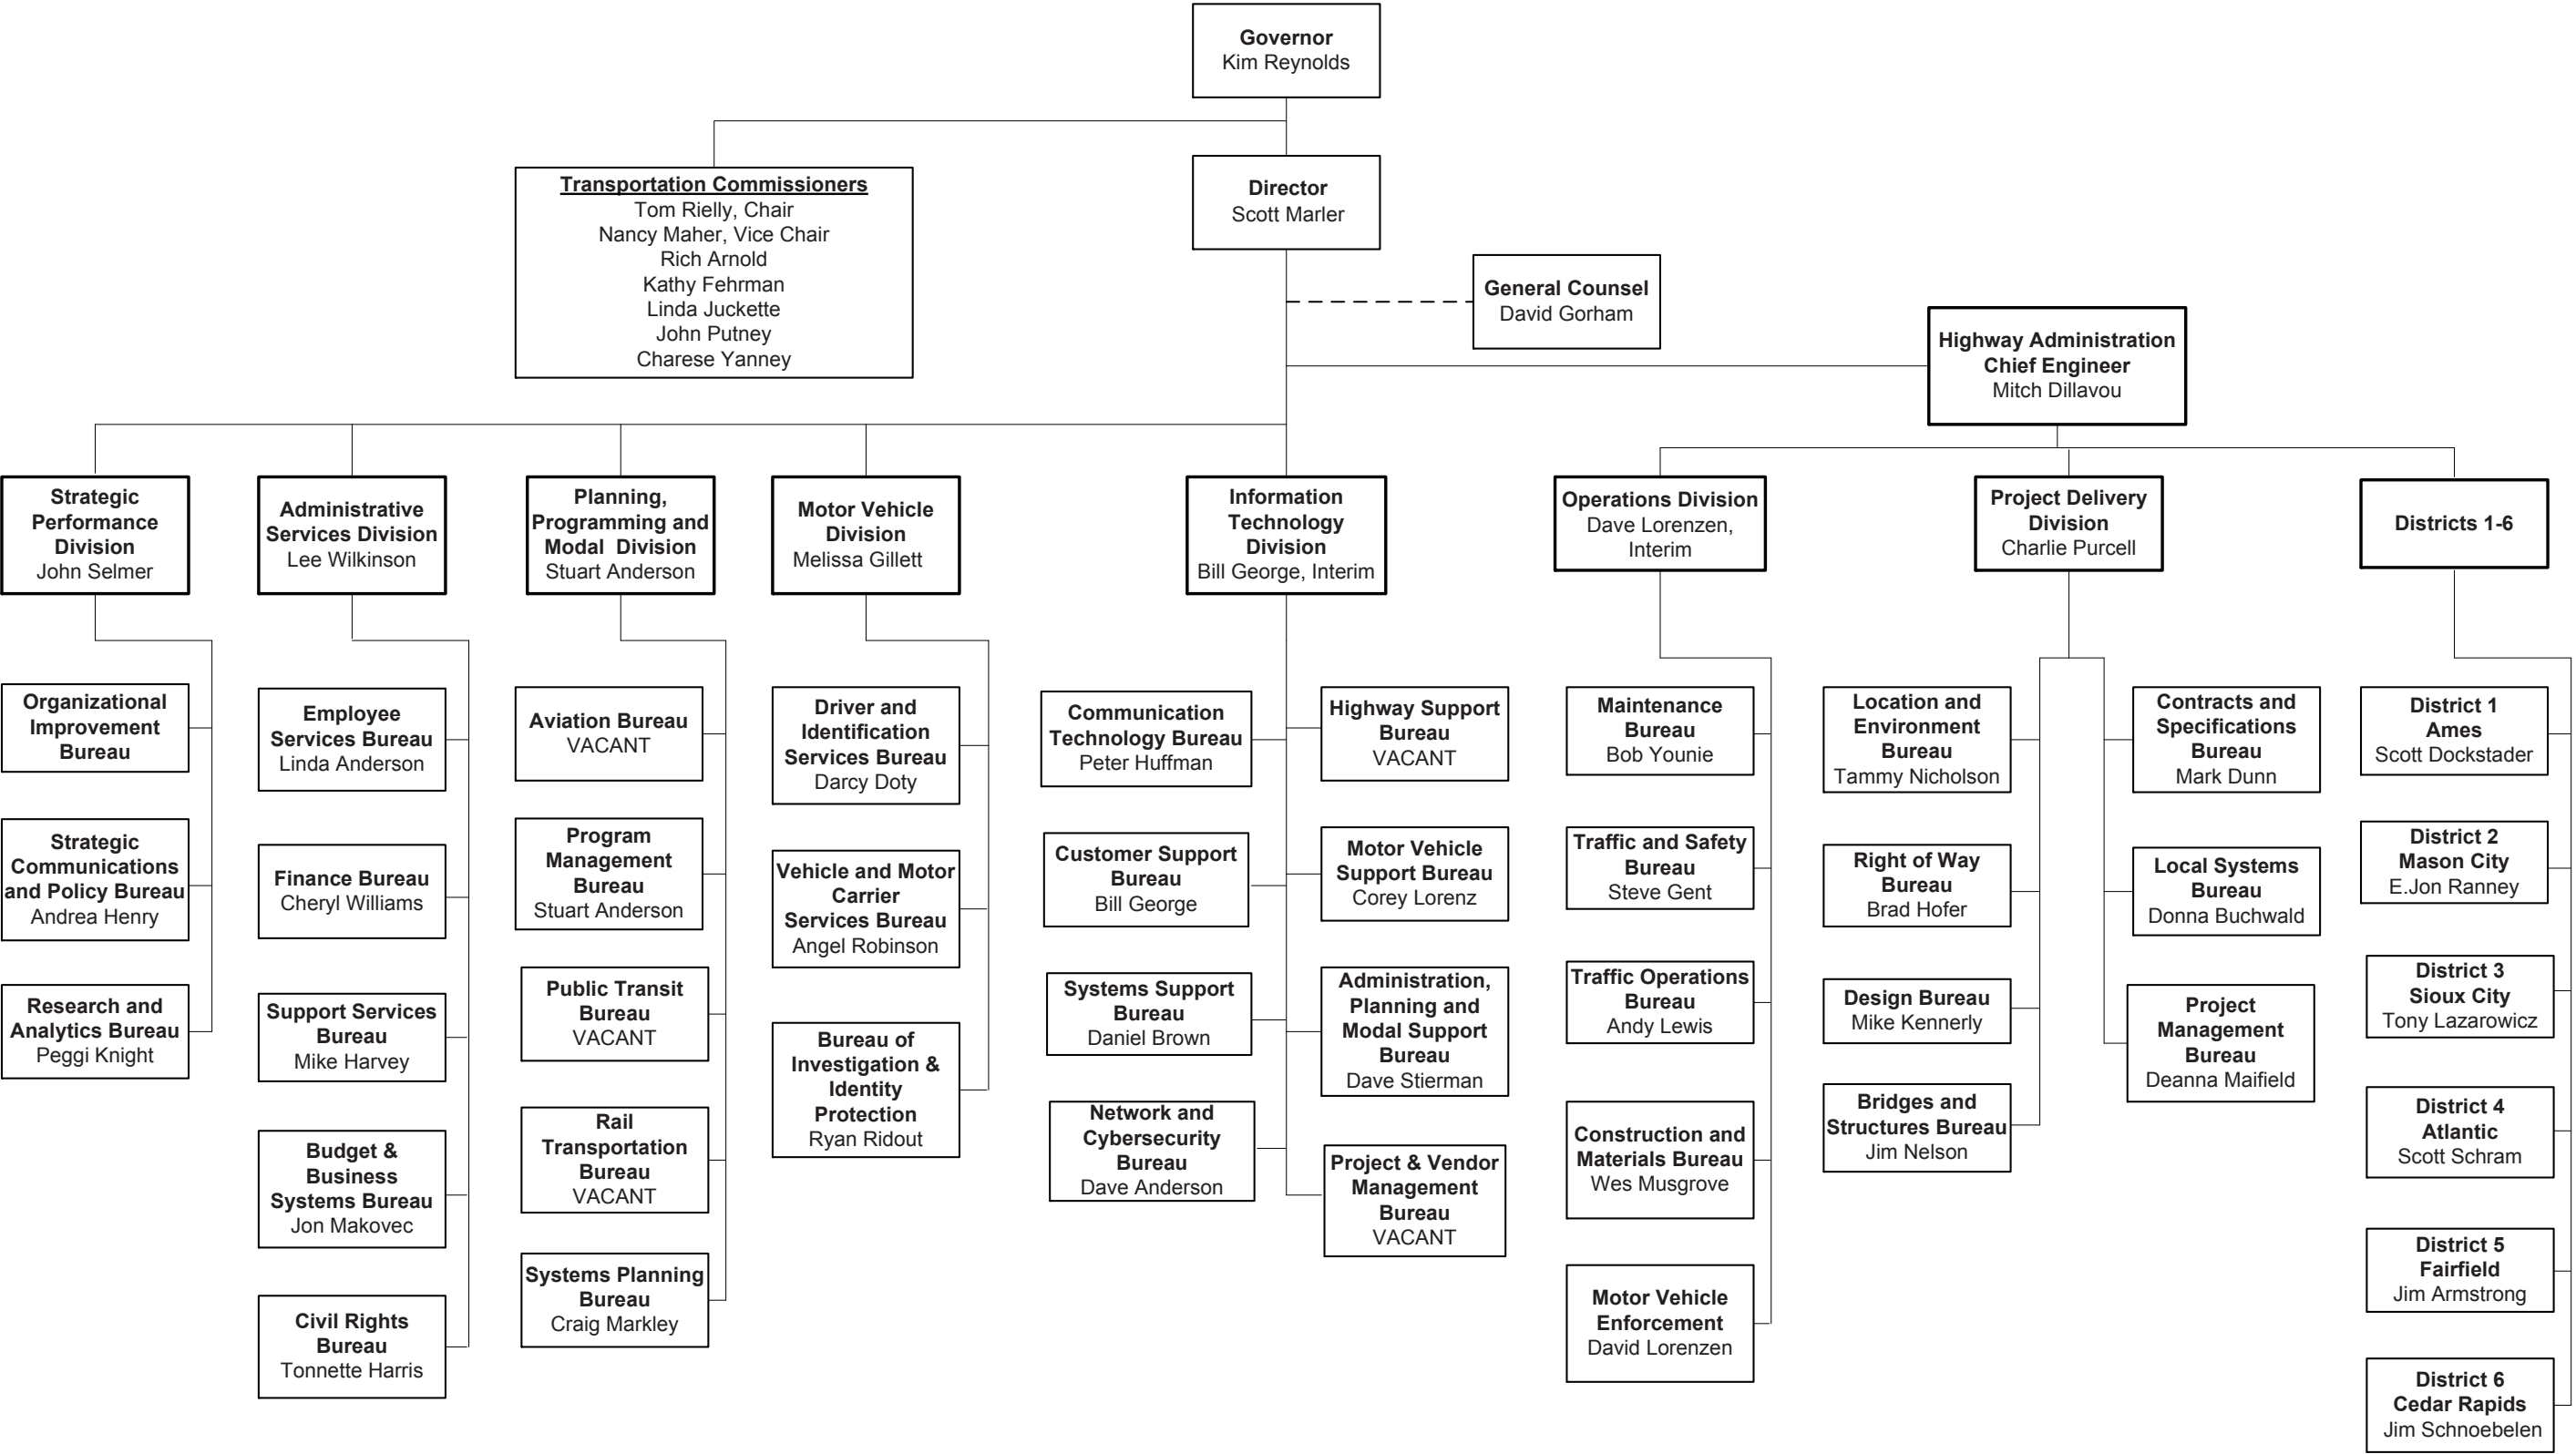 Governor
Kim Reynolds
Transportation Commissioners
Tom Rielly, Chair
Nancy Maher, Vice Chair
Rich Arnold
Kathy Fehrman
Linda Juckette
John Putney
Charese Yanney
Director
Scott Marler
General Counsel
David Gorham
Highway Administration
Chief Engineer
Mitch Dillavou
Strategic
Performance
Division
John Selmer
Administrative
Services Division
Lee Wilkinson
Planning,
Programming and
Modal Division
Stuart Anderson
Motor Vehicle
Division
Melissa Gillett
Information
Technology
Division
Bill George, Interim
Operations Division
Dave Lorenzen,
Interim
Project Delivery
Division
Charlie Purcell
Districts 1-6
Organizational
Improvement
Bureau
Strategic
Communications
and Policy Bureau
Andrea Henry
Research and
Analytics Bureau
Peggi Knight
Employee
Services Bureau
Linda Anderson
Finance Bureau
Cheryl Williams
Support Services
Bureau
Mike Harvey
Budget &
Business
Systems Bureau
Jon Makovec
Civil Rights
Bureau
Tonnette Harris
Aviation Bureau
VACANT
Program
Management
Bureau
Stuart Anderson
Public Transit
Bureau
VACANT
Rail
Transportation
Bureau
VACANT
Systems Planning
Bureau
Craig Markley
Driver and
Identification
Services Bureau
Darcy Doty
Vehicle and Motor
Carrier
Services Bureau
Angel Robinson
Bureau of
Investigation &
Identity
Protection
Ryan Ridout
Communication
Technology Bureau
Peter Huffman
Customer Support
Bureau
Bill George
Systems Support
Bureau
Daniel Brown
Network and
Cybersecurity
Bureau
Dave Anderson
Highway Support
Bureau
VACANT
Motor Vehicle
Support Bureau
Corey Lorenz
Administration,
Planning and
Modal Support
Bureau
Dave Stierman
Project & Vendor
Management
Bureau
VACANT
Maintenance
Bureau
Bob Younie
Traffic and Safety
Bureau
Steve Gent
Traffic Operations
Bureau
Andy Lewis
Construction and
Materials Bureau
Wes Musgrove
Motor Vehicle
Enforcement
David Lorenzen
Location and
Environment
Bureau
Tammy Nicholson
Right of Way
Bureau
Brad Hofer
Design Bureau
Mike Kennerly
Bridges and
Structures Bureau
Jim Nelson
Contracts and
Specifications
Bureau
Mark Dunn
Local Systems
Bureau
Donna Buchwald
Project
Management
Bureau
Deanna Maifield
District 1
Ames
Scott Dockstader
District 2
Mason City
E.Jon Ranney
District 3
Sioux City
Tony Lazarowicz
District 4
Atlantic
Scott Schram
District 5
Fairfield
Jim Armstrong
District 6
Cedar Rapids
Jim Schnoebelen